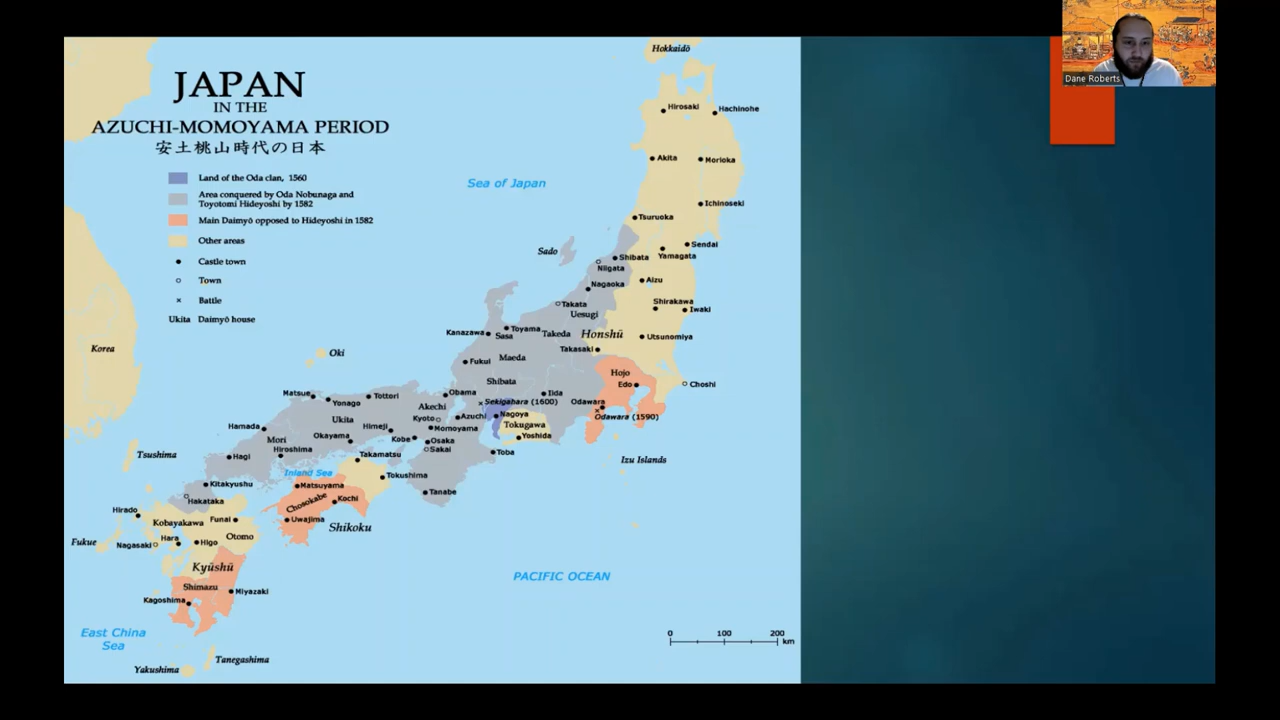 Dane Roberts
JAPAN
IN THE
AZUCHI-MOMOYAMA PERIOD
安土桃山時代の日本
Land of the Oda clan, 1560
Area conquered by Oda Nobunaga and
Toyotomi Hideyoshi by 1582
Main Daimyō opposed to Hideyoshi in 1582
Other areas
Castle town
Town
Battle
Ukita Daimyō house
Hokkaidō
Hirosaki
Hachinohe
Akita
Morioka
Sea of Japan
Ichinoseki
Tsuruoka
Sendai
Yamagata
Sado
Shibata
Niigata
Aizu
Nagaoka
Takata
Shirakawa
Iwaki
Uesugi
Kanazawa
Toyama
Sasa
Takeda
Honshū
Utsunomiya
Takasaki
Korea
Oki
Fukui
Maeda
Hojo
Shibata
Edo
Choshi
Matsue
Yonago
Tottori
Obama
Iida
Sekigahara (1600)
Odawara
Akechi
Azuchi
Nagoya
Odawara (1590)
Ukita
Kyoto
Hamada
Himeji
Momoyama
Tokugawa
Mori
Okayama
Kobe
Osaka
Yoshida
Hiroshima
Sakai
Hagi
Takamatsu
Toba
Tsushima
Izu Islands
Inland Sea
Tokushima
Kitakyushu
Matsuyama
Tanabe
Hakataka
Chosokabe
Kochi
Hirado
Kobayakawa
Funai
Uwajima
Shikoku
Fukue
Nagasaki
Hara
Higo
Otomo
Kyūshū
PACIFIC OCEAN
Shimazu
Miyazaki
Kagoshima
East China
Sea
0 100 200
km
Tanegashima
Yakushima